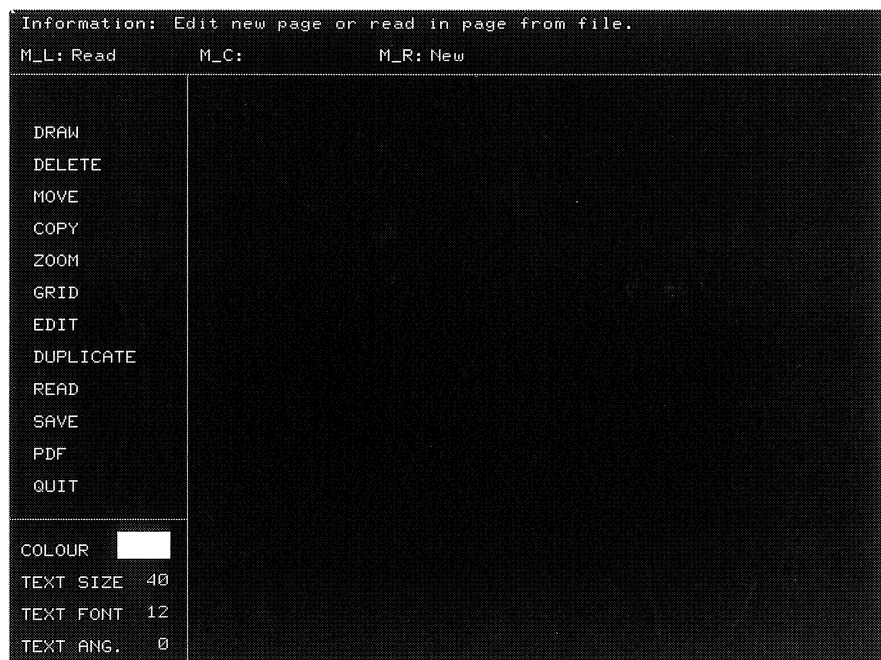 Information: Edit new page or read in page from file.
M_L: Read M_C: M_R: New
DRAW
DELETE
MOVE
COPY
ZOOM
GRID
EDIT
DUPLICATE
READ
SAVE
PDF
QUIT
COLOUR
TEXT SIZE 40
TEXT FONT 12
TEXT ANG. 0